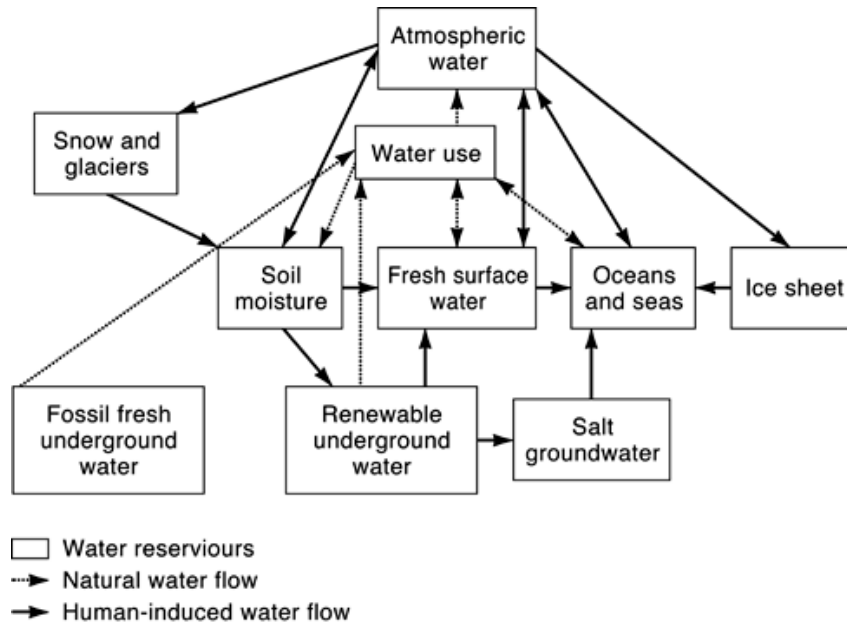 Atmospheric
water
Snow and
glaciers
Water use
Soil
moisture
Fresh surface
water
Oceans
and seas
Ice sheet
Fossil fresh
underground
water
Renewable
underground
water
Salt
groundwater
Water reserviours
Natural water flow
Human-induced water flow